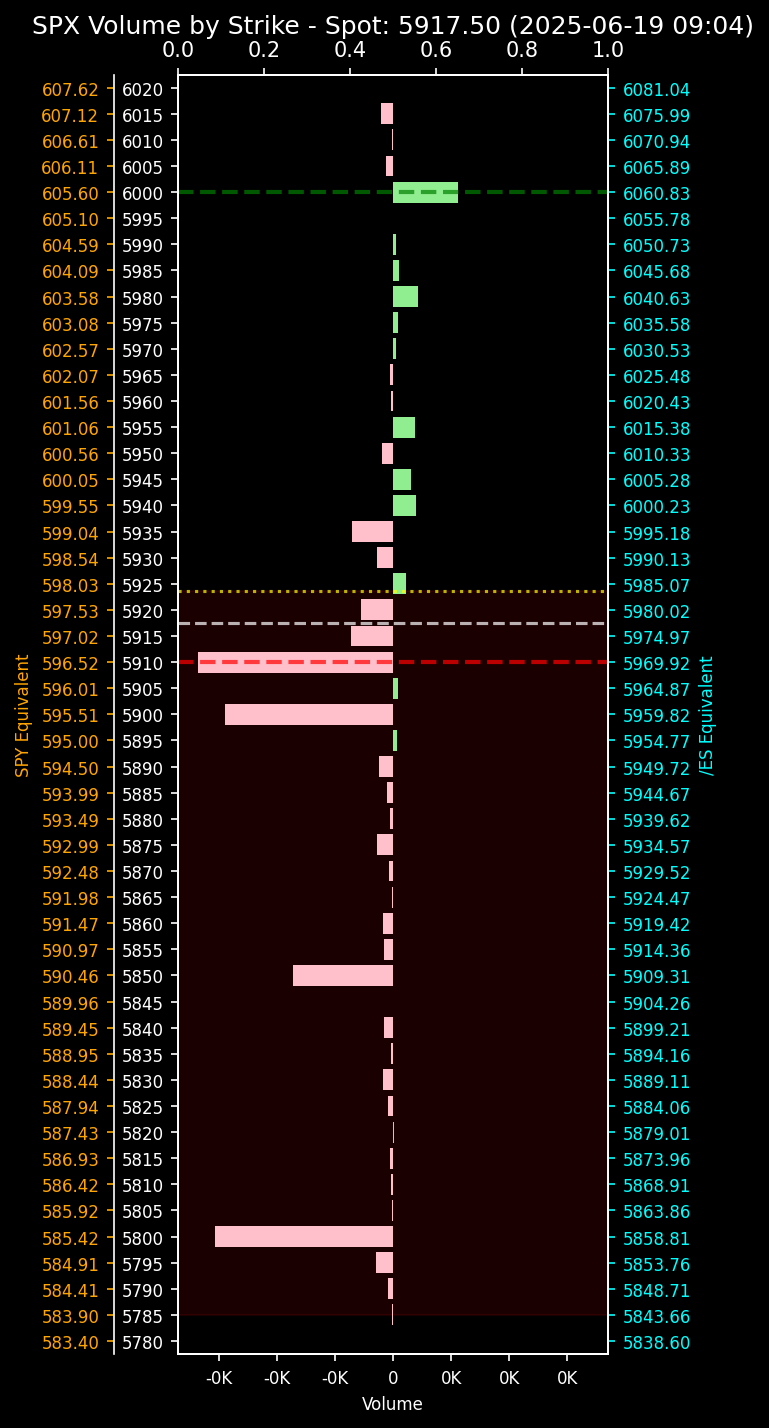 SPX Volume by Strike - Spot: 5917.50 (2025-06-19 09:04)
0.0 0.2 0.4 0.6 0.8 1.0
607.62 6020 6081.04
607.12 6015 6075.99
606.61 6010 6070.94
606.11 6005 6065.89
605.60 6000 6060.83
605.10 5995 6055.78
604.59 5990 6050.73
604.09 5985 6045.68
603.58 5980 6040.63
603.08 5975 6035.58
602.57 5970 6030.53
602.07 5965 6025.48
601.56 5960 6020.43
601.06 5955 6015.38
600.56 5950 6010.33
600.05 5945 6005.28
599.55 5940 6000.23
599.04 5935 5995.18
598.54 5930 5990.13
598.03 5925 5985.07
597.53 5920 5980.02
597.02 5915 5974.97
596.52 5910 5969.92
596.01 5905 5964.87
595.51 5900 5959.82
595.00 5895 5954.77
594.50 5890 5949.72
593.99 5885 5944.67
593.49 5880 5939.62
592.99 5875 5934.57
592.48 5870 5929.52
591.98 5865 5924.47
591.47 5860 5919.42
590.97 5855 5914.36
590.46 5850 5909.31
589.96 5845 5904.26
589.45 5840 5899.21
588.95 5835 5894.16
588.44 5830 5889.11
587.94 5825 5884.06
587.43 5820 5879.01
586.93 5815 5873.96
586.42 5810 5868.91
585.92 5805 5863.86
585.42 5800 5858.81
584.91 5795 5853.76
584.41 5790 5848.71
583.90 5785 5843.66
583.40 5780 5838.60
SPY Equivalent
/ES Equivalent
-0K -0K -0K 0 0K 0K 0K
Volume